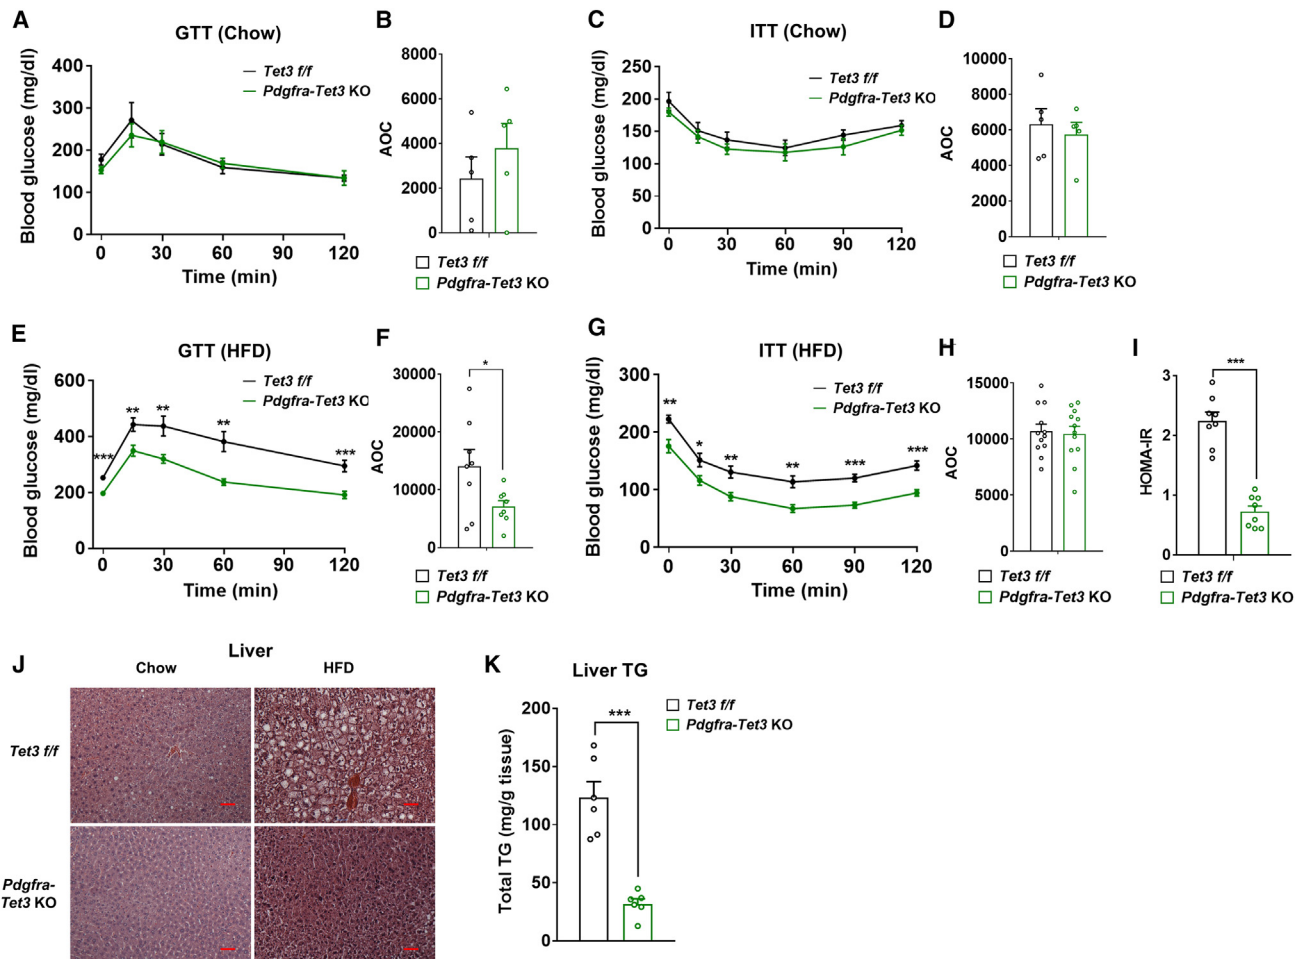 A
GTT (Chow)
Blood glucose (mg/dl)
400
300
200
100
0
0 30 60 90 120
Time (min)
Tet3 f/f
Pdgfra-Tet3 KO
B
AOC
8000
6000
4000
2000
0
Tet3 f/f
Pdgfra-Tet3 KO
C
ITT (Chow)
Blood glucose (mg/dl)
250
200
150
100
50
0
0 30 60 90 120
Time (min)
Tet3 f/f
Pdgfra-Tet3 KO
D
AOC
10000
8000
6000
4000
2000
0
Tet3 f/f
Pdgfra-Tet3 KO
E
GTT (HFD)
Blood glucose (mg/dl)
600
400
200
0
*** ** ** ** ***
0 30 60 90 120
Time (min)
Tet3 f/f
Pdgfra-Tet3 KO
F
AOC
30000
20000
10000
0
*
Tet3 f/f
Pdgfra-Tet3 KO
G
ITT (HFD)
Blood glucose (mg/dl)
300
200
100
0
** * ** ** *** ***
0 30 60 90 120
Time (min)
Tet3 f/f
Pdgfra-Tet3 KO
H
AOC
15000
10000
5000
0
Tet3 f/f
Pdgfra-Tet3 KO
I
HOMA-IR
3
2
1
0
***
Tet3 f/f
Pdgfra-Tet3 KO
J
Liver
Chow HFD
Tet3 f/f
Pdgfra-
Tet3 KO
K
Liver TG
Total TG (mg/g tissue)
200
150
100
50
0
***
Tet3 f/f
Pdgfra-Tet3 KO